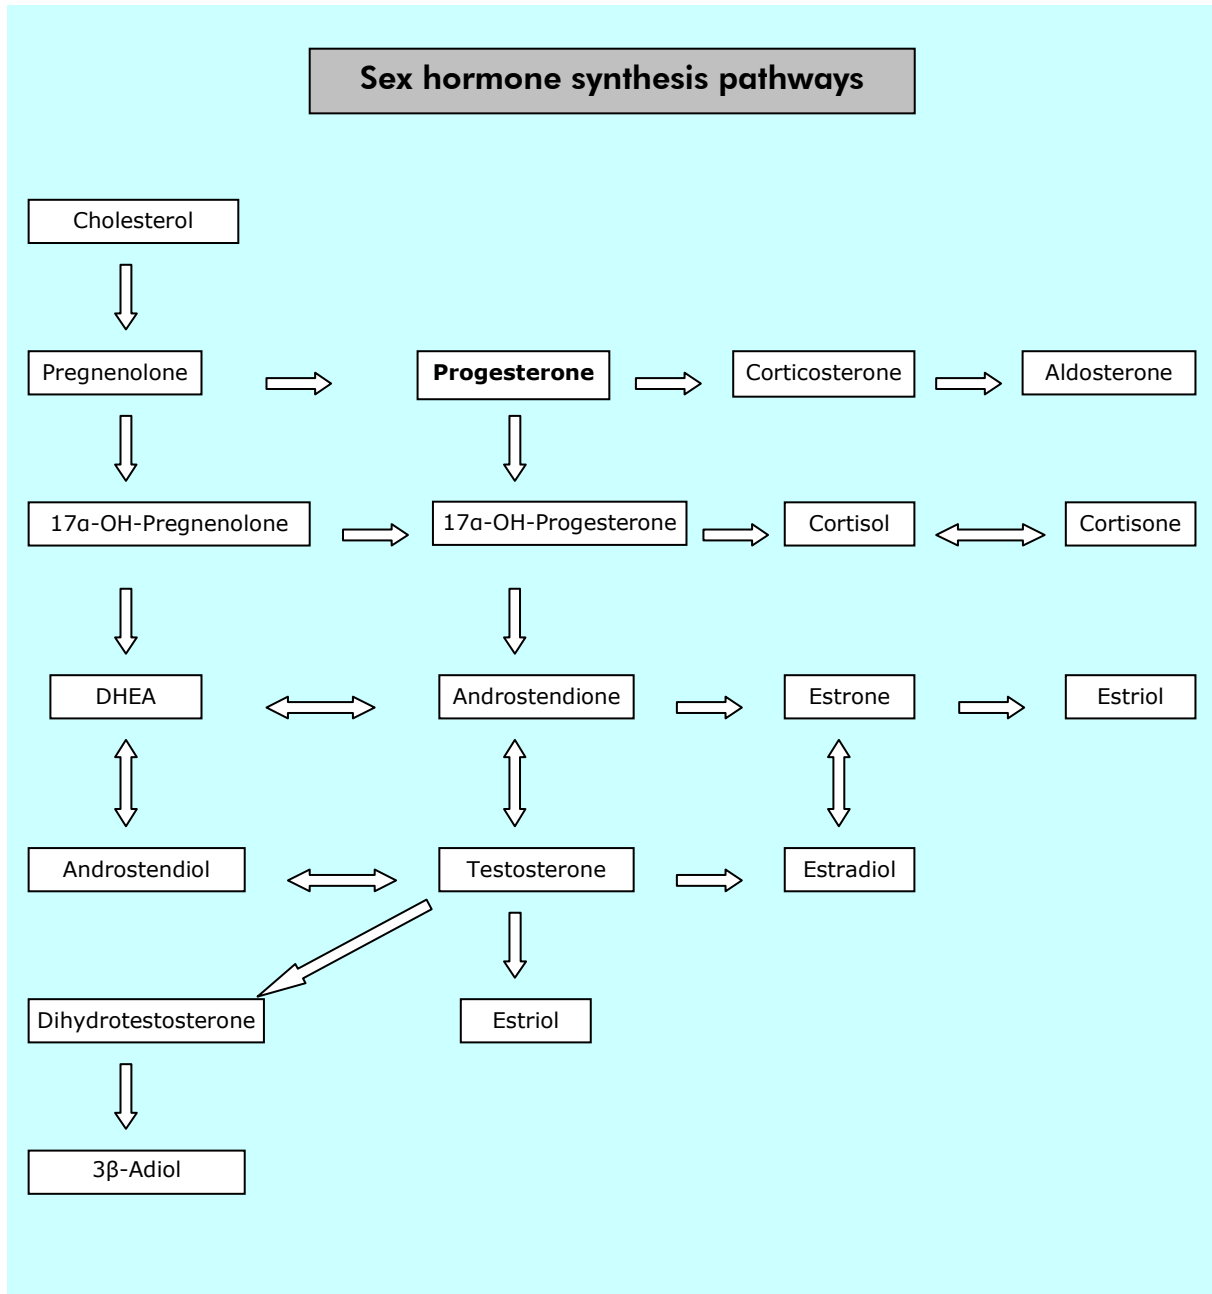 Sex hormone synthesis pathways
Cholesterol
Pregnenolone
Progesterone
Corticosterone
Aldosterone
17α-OH-Pregnenolone
17α-OH-Progesterone
Cortisol
Cortisone
DHEA
Androstendione
Estrone
Estriol
Androstendiol
Testosterone
Estradiol
Dihydrotestosterone
Estriol
3β-Adiol